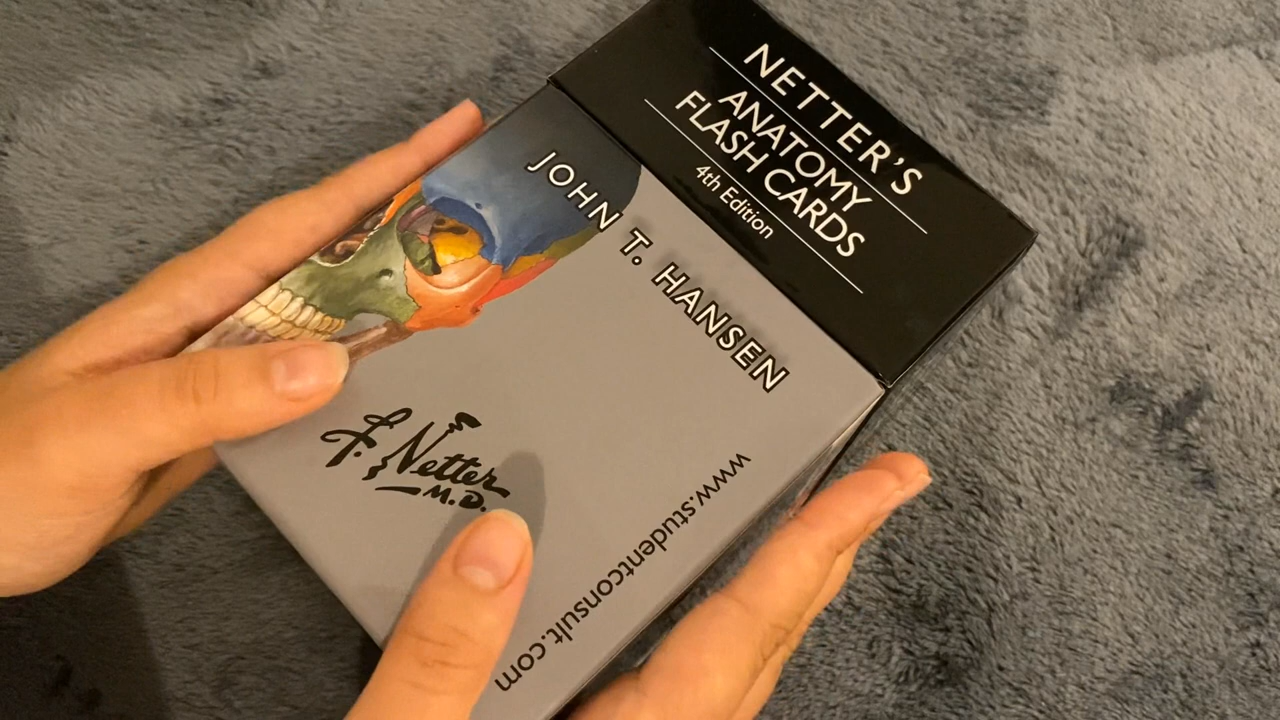 NETTER'S
ANATOMY
FLASH CARDS
4th Edition
JOHN T. HANSEN
F. Netter
M.D.
www.studentconsult.com